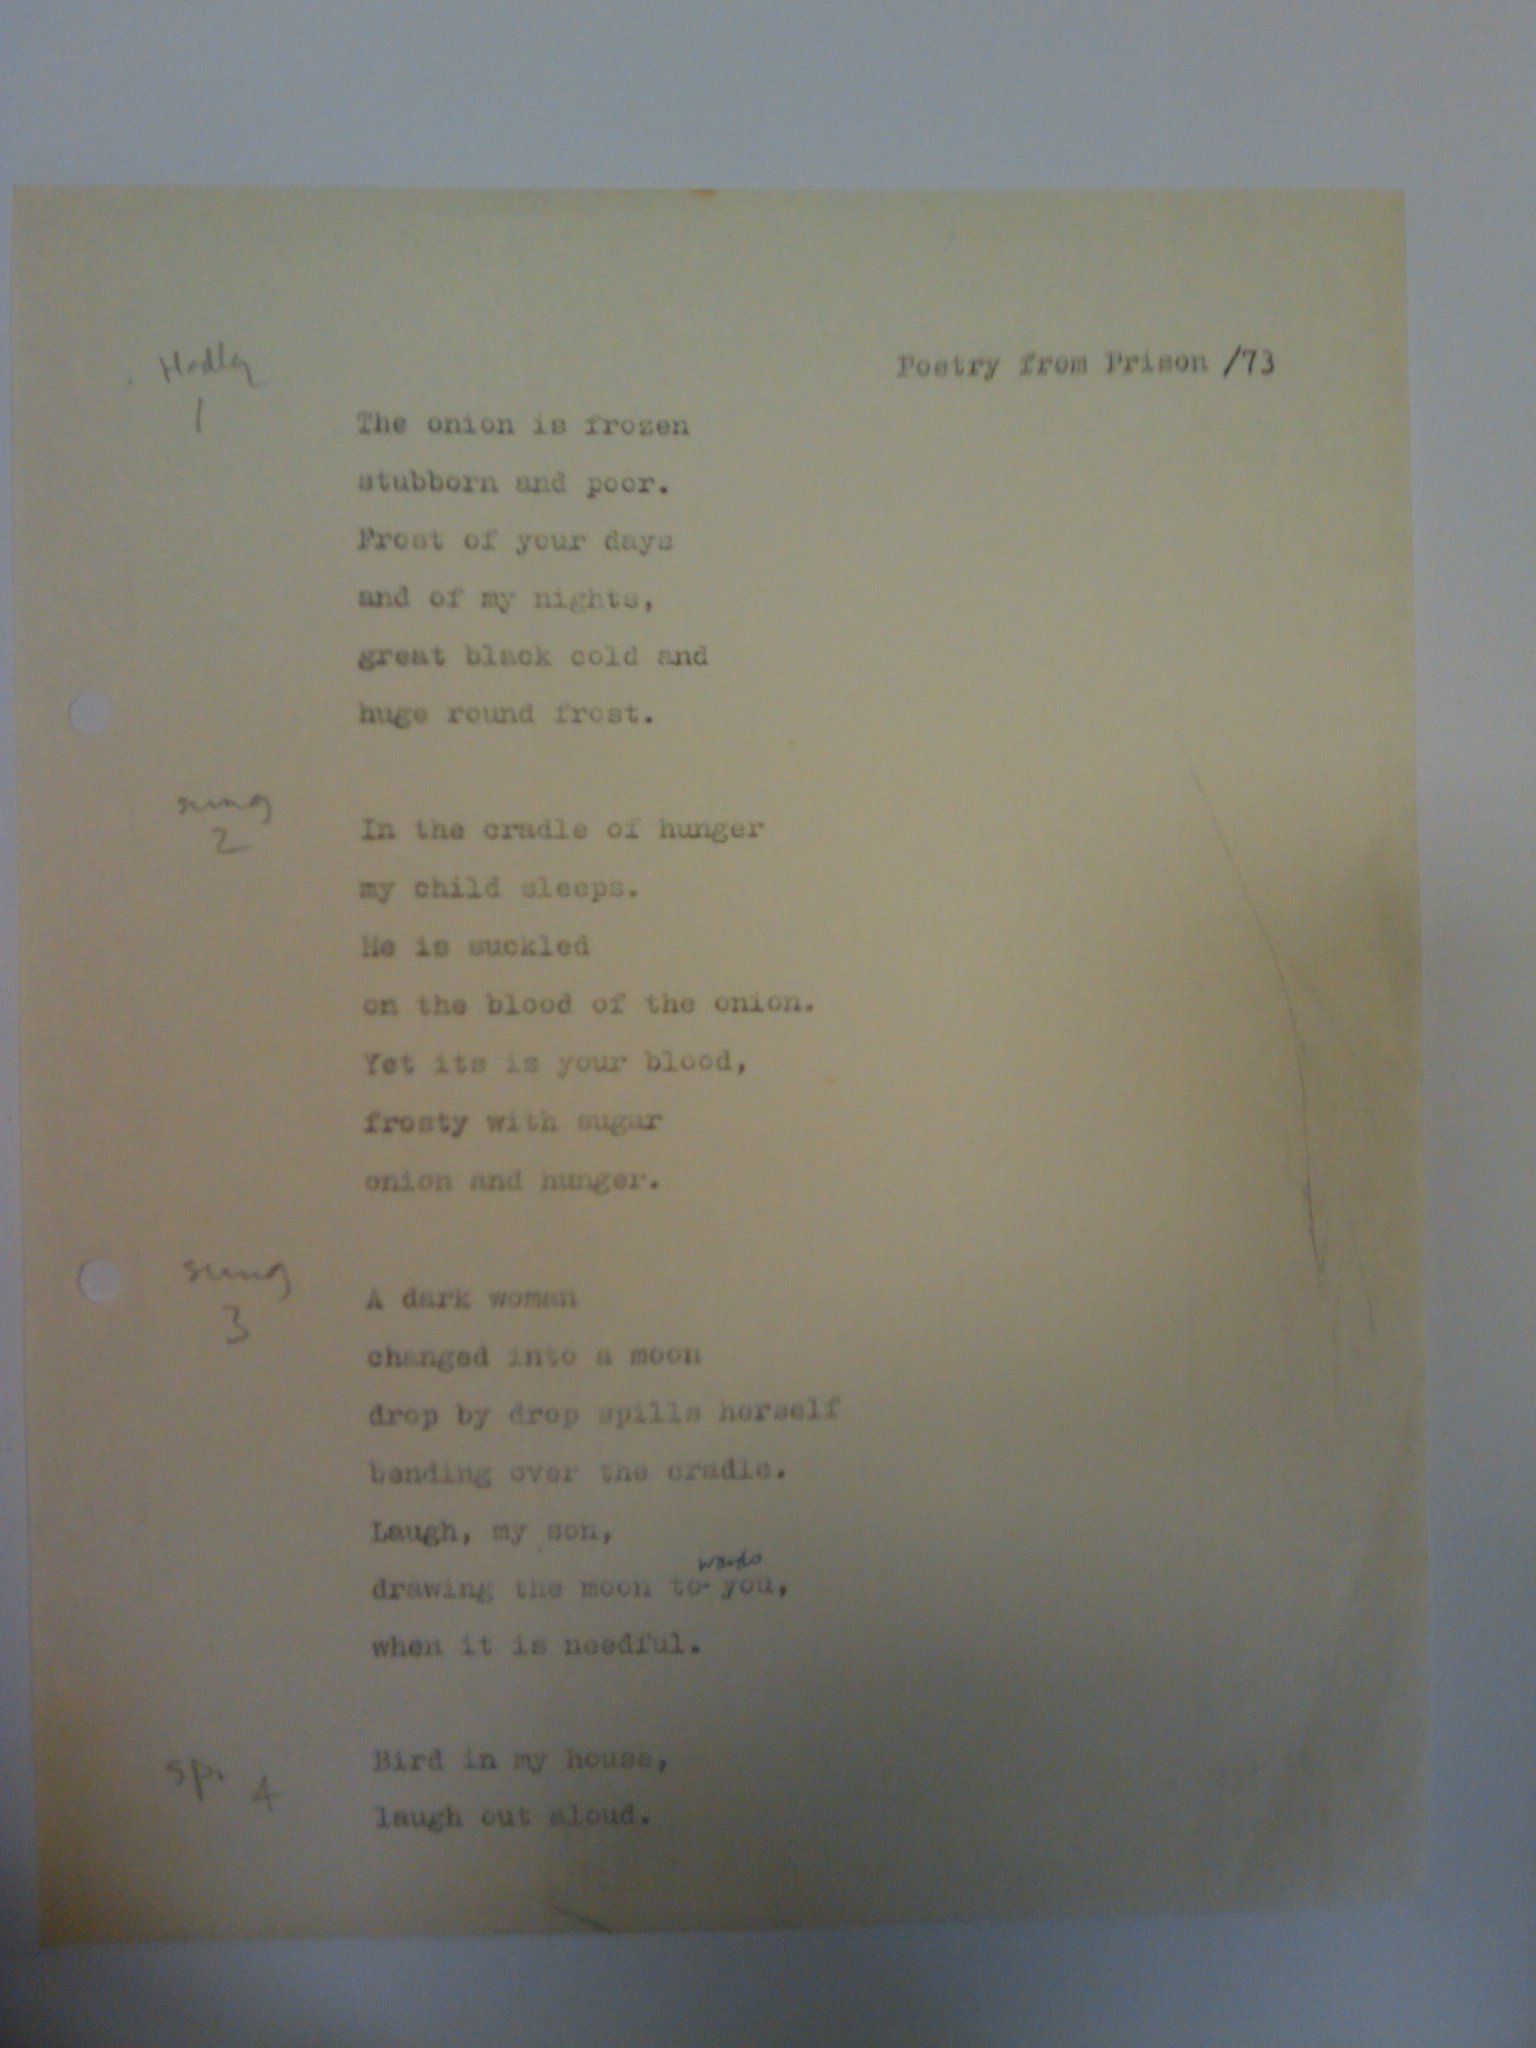 Hodley
Poetry from Prison /73
1
The onion is frozen
stubborn and poor.
Frost of your days
and of my nights,
great black cold and
huge round frost.
sung
2
In the cradle of hunger
my child sleeps.
He is suckled
on the blood of the onion.
Yet its is your blood,
frosty with sugar
onion and hunger.
sung
3
A dark woman
changed into a moon
drop by drop spills herself
bending over the cradle.
Laugh, my son,
wards
drawing the moon to- you,
when it is needful.
sp. 4
Bird in my house,
laugh out aloud.